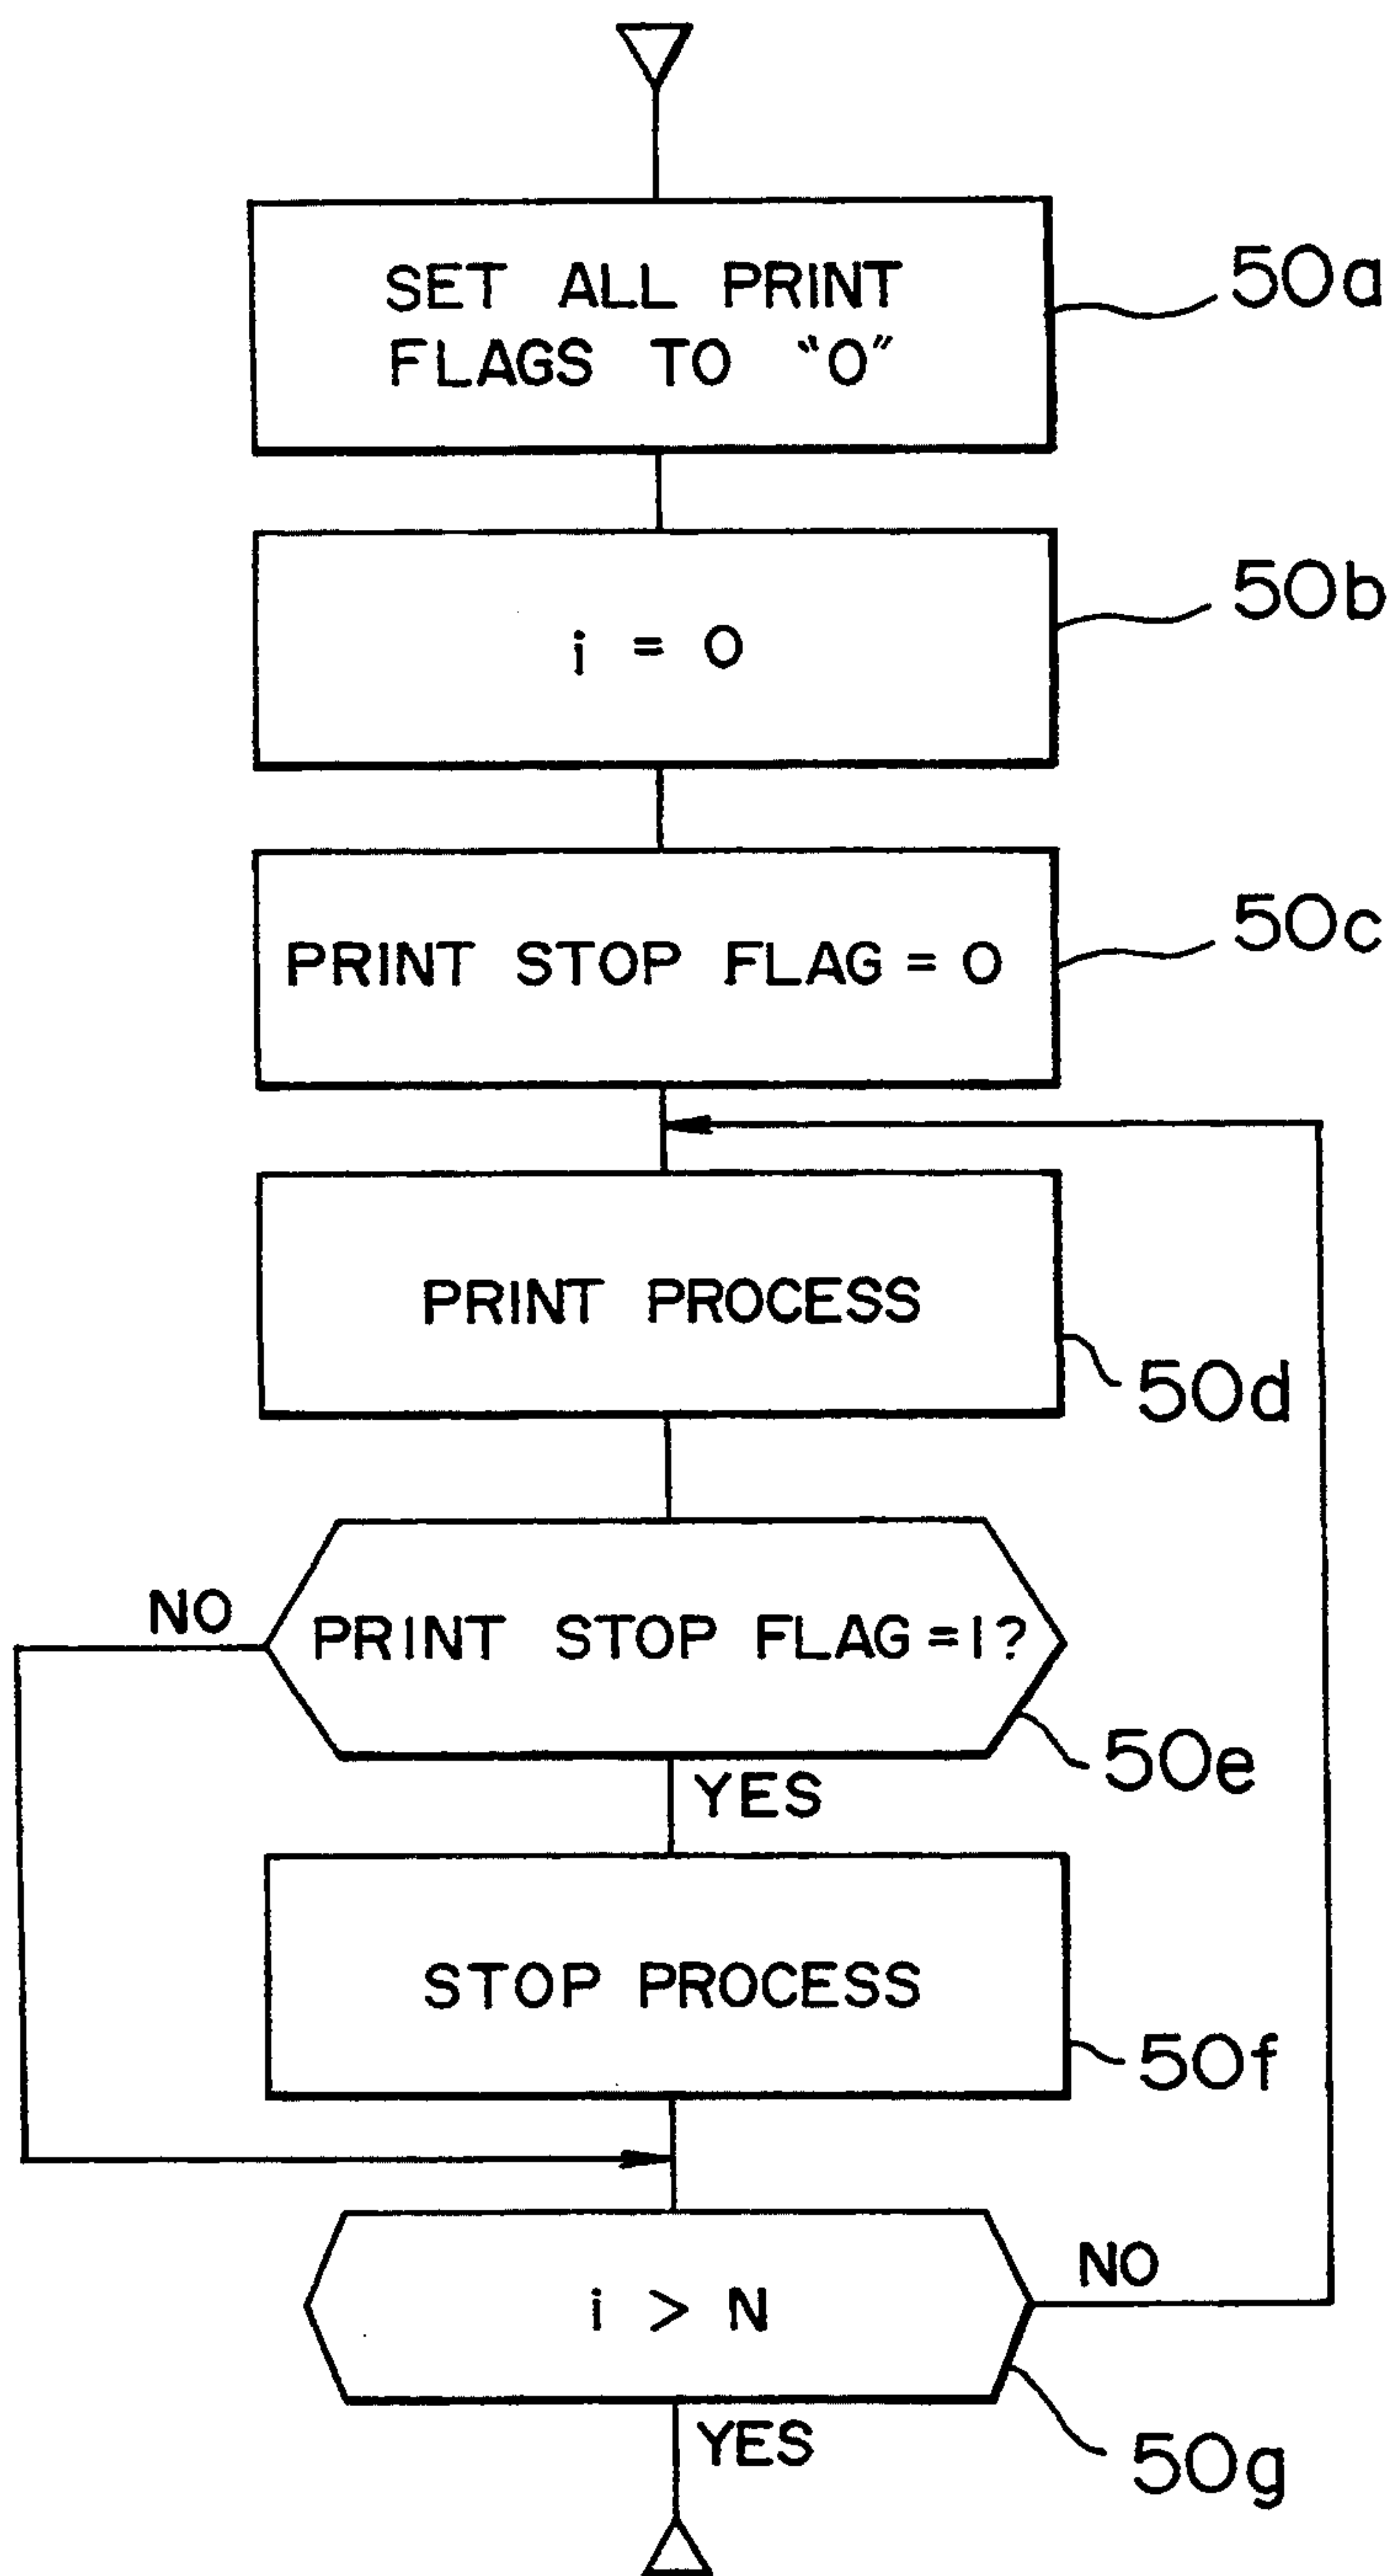 SET ALL PRINT
FLAGS TO "0"
50a
i = 0
50b
PRINT STOP FLAG = 0
50c
PRINT PROCESS
50d
NO
PRINT STOP FLAG = 1?
50e
YES
STOP PROCESS
50f
i > N
NO
50g
YES